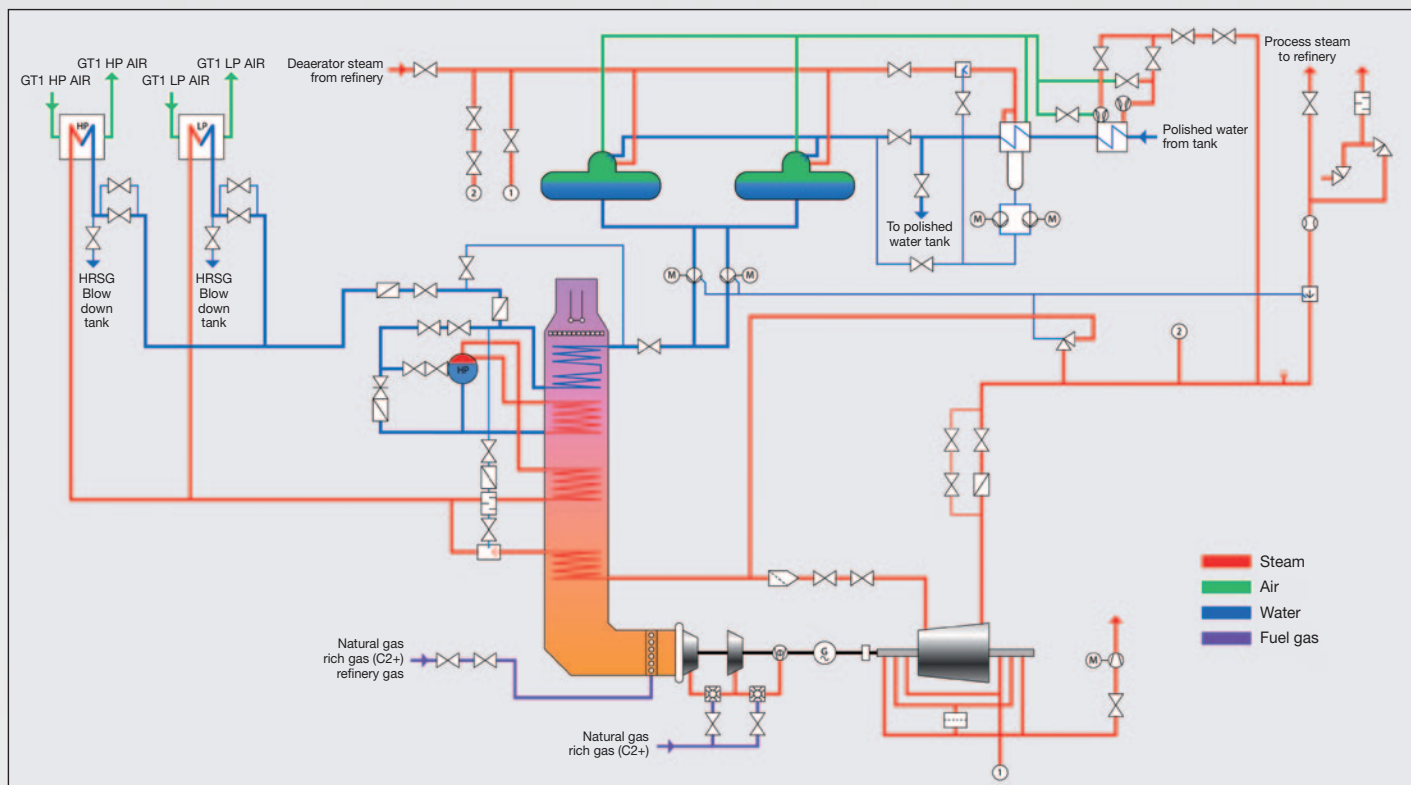 GT1 HP AIR
GT1 HP AIR
GT1 LP AIR
GT1 LP AIR
HP
LP
HRSG
Blow
down
tank
HRSG
Blow
down
tank
Deaerator steam
from refinery
2
1
Process steam
to refinery
Polished water
from tank
To polished
water tank
M
M
M
M
2
HP
Steam
Air
Water
Fuel gas
Natural gas
rich gas (C2+)
refinery gas
G
M
Natural gas
rich gas (C2+)
1